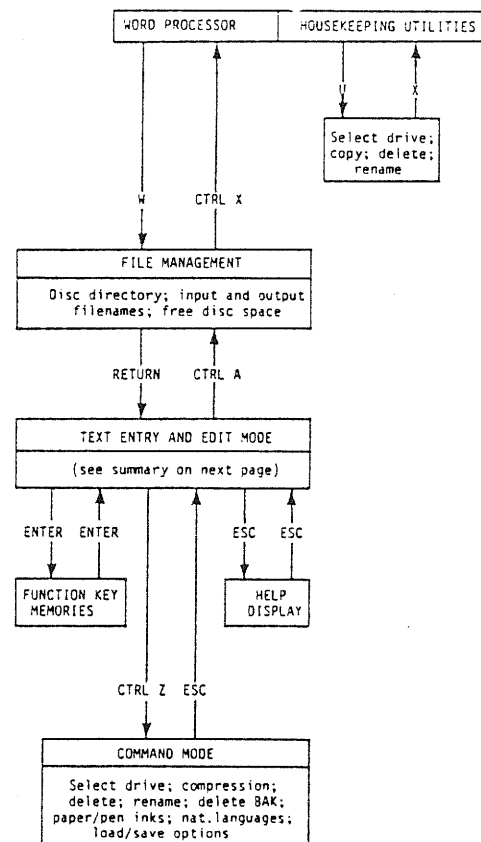 WORD PROCESSOR
HOUSEKEEPING UTILITIES
U
X
Select drive;
copy; delete;
rename
W
CTRL X
FILE MANAGEMENT
Disc directory; input and output
filenames; free disc space
RETURN
CTRL A
TEXT ENTRY AND EDIT MODE
(see summary on next page)
ENTER
ENTER
ESC
ESC
FUNCTION KEY
MEMORIES
HELP
DISPLAY
CTRL Z
ESC
COMMAND MODE
Select drive; compression;
delete; rename; delete BAK;
paper/pen inks; nat.languages;
load/save options